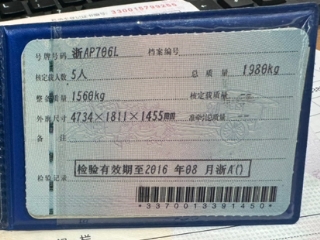 号牌号码 浙AP706L 档案编号
核定载人数 5人 总质量 1980kg
整备质量 1560kg 核定载质量 --
外廓尺寸 4734×1811×1455mm 准牵引总质量 --
备注
检验有效期至2016年08月浙A()
检验记录
*3370013391450*